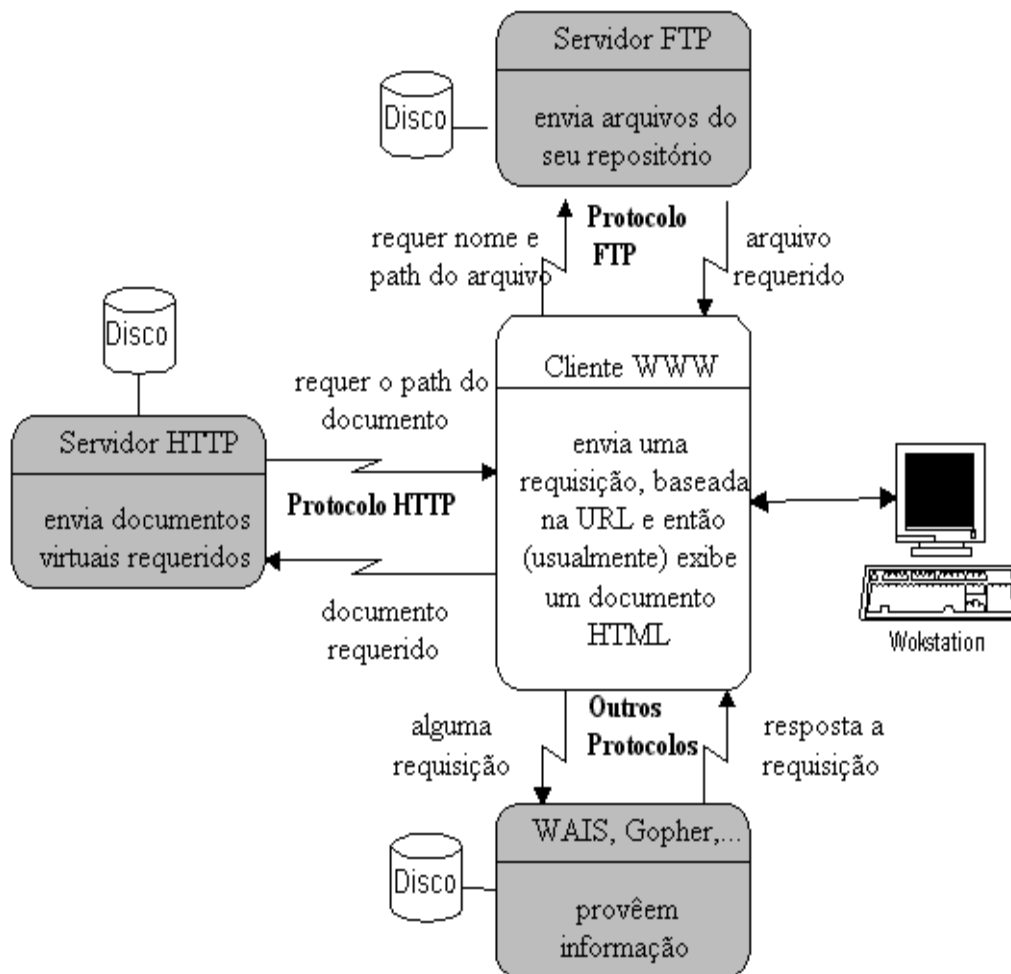 Servidor FTP
envia arquivos do
seu repositório
Disco
requer nome e
path do arquivo
Protocolo
FTP
arquivo
requerido
Disco
Servidor HTTP
envia documentos
virtuais requeridos
requer o path do
documento
Protocolo HTTP
documento
requerido
Cliente WWW
envia uma
requisição, baseada
na URL e então
(usualmente) exibe
um documento
HTML
Wokstation
alguma
requisição
Outros
Protocolos
resposta a
requisição
WAIS, Gopher,...
provêem
informação
Disco